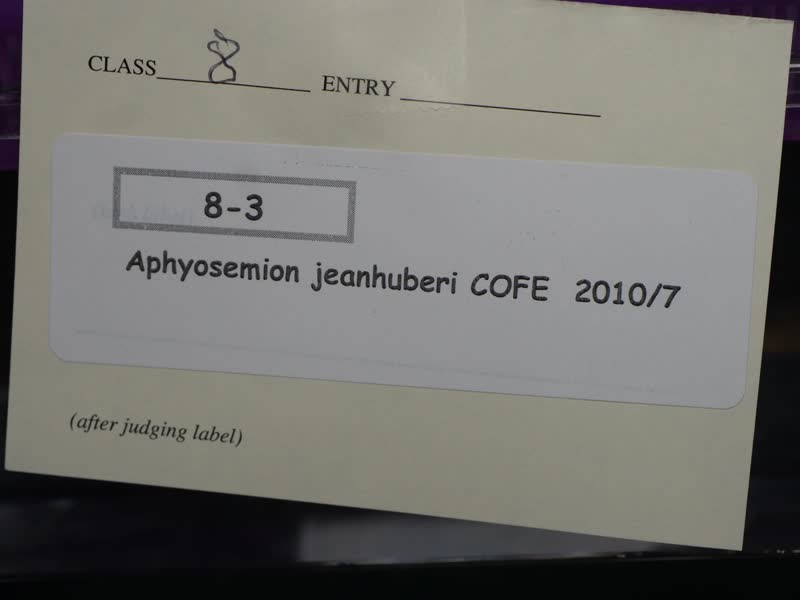 CLASS 8 ENTRY
8-3
Aphyosemion jeanhuberi COFE 2010/7
(after judging label)